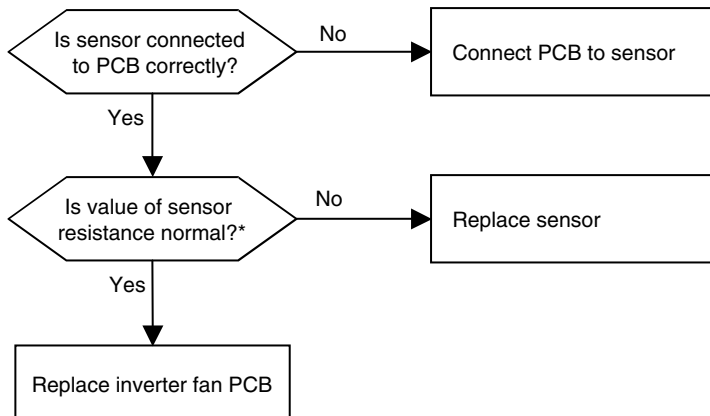 Is sensor connected
to PCB correctly?
No
Connect PCB to sensor
Yes
Is value of sensor
resistance normal?*
No
Replace sensor
Yes
Replace inverter fan PCB